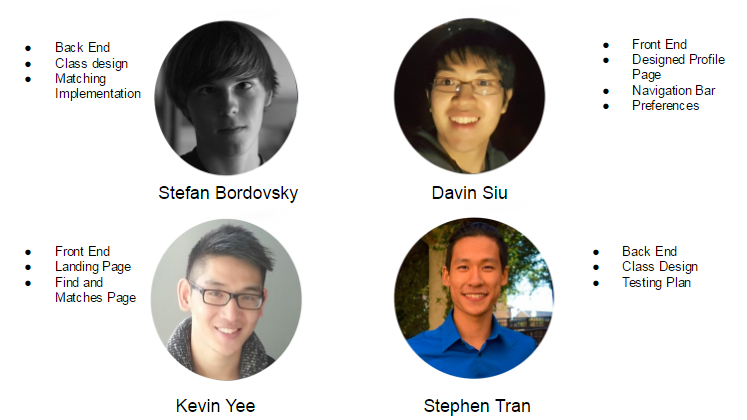 ● Back End
● Class design
● Matching
Implementation
Stefan Bordovsky
● Front End
● Designed Profile
Page
● Navigation Bar
● Preferences
Davin Siu
● Front End
● Landing Page
● Find and
Matches Page
Kevin Yee
● Back End
● Class Design
● Testing Plan
Stephen Tran